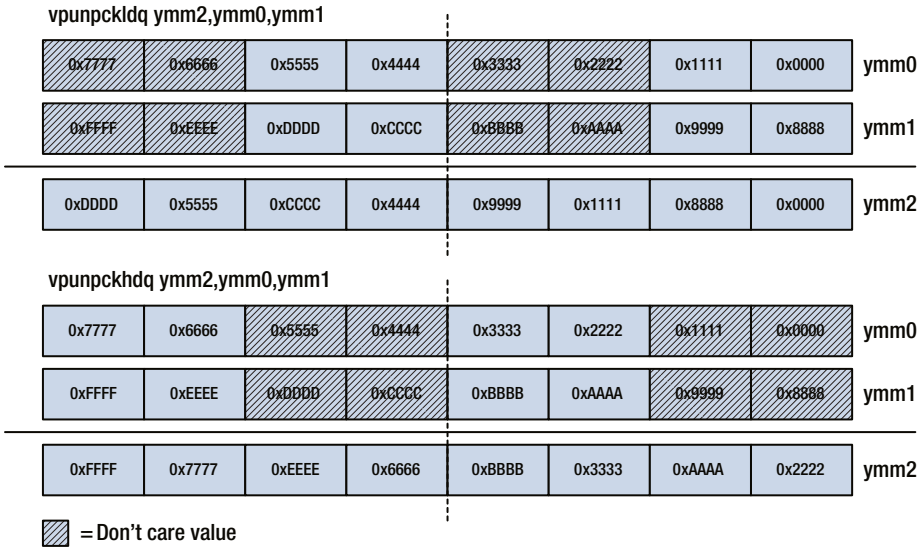 vpunpckldq ymm2,ymm0,ymm1
0x7777 0x6666 0x5555 0x4444 0x3333 0x2222 0x1111 0x0000 ymm0
0xFFFF 0xEEEE 0xDDDD 0xCCCC 0xBBBB 0xAAAA 0x9999 0x8888 ymm1
0xDDDD 0x5555 0xCCCC 0x4444 0x9999 0x1111 0x8888 0x0000 ymm2
vpunpckhdq ymm2,ymm0,ymm1
0x7777 0x6666 0x5555 0x4444 0x3333 0x2222 0x1111 0x0000 ymm0
0xFFFF 0xEEEE 0xDDDD 0xCCCC 0xBBBB 0xAAAA 0x9999 0x8888 ymm1
0xFFFF 0x7777 0xEEEE 0x6666 0xBBBB 0x3333 0xAAAA 0x2222 ymm2
= Don't care value